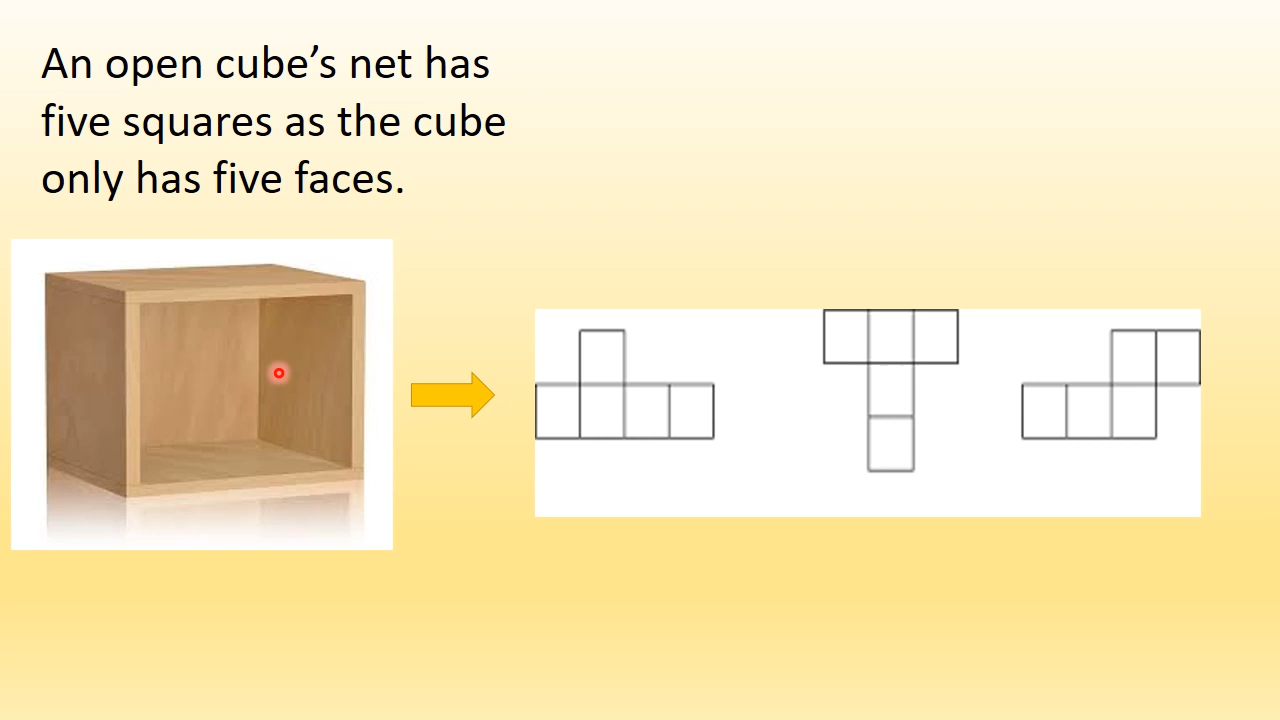 An open cube’s net has
five squares as the cube
only has five faces.